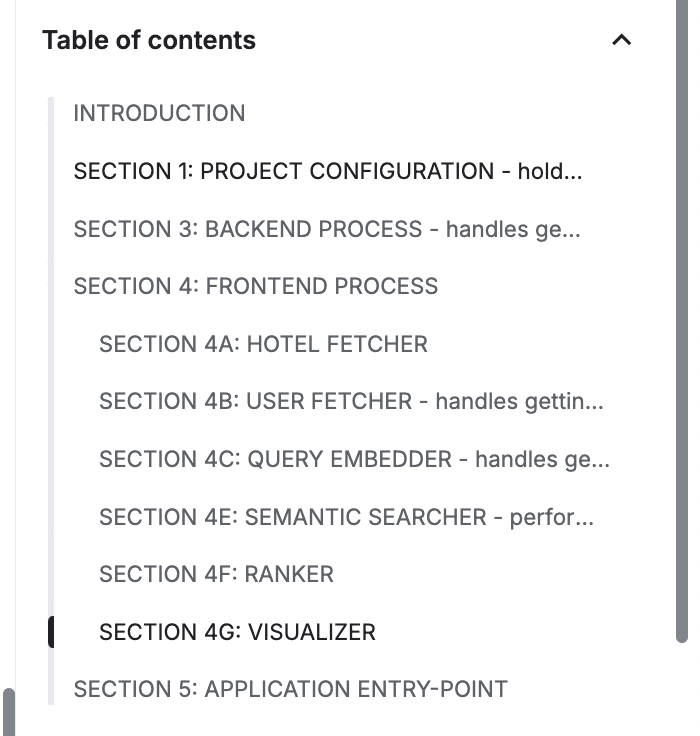 Table of contents
INTRODUCTION
SECTION 1: PROJECT CONFIGURATION - hold...
SECTION 3: BACKEND PROCESS - handles ge...
SECTION 4: FRONTEND PROCESS
SECTION 4A: HOTEL FETCHER
SECTION 4B: USER FETCHER - handles gettin...
SECTION 4C: QUERY EMBEDDER - handles ge...
SECTION 4E: SEMANTIC SEARCHER - perfor...
SECTION 4F: RANKER
SECTION 4G: VISUALIZER
SECTION 5: APPLICATION ENTRY-POINT